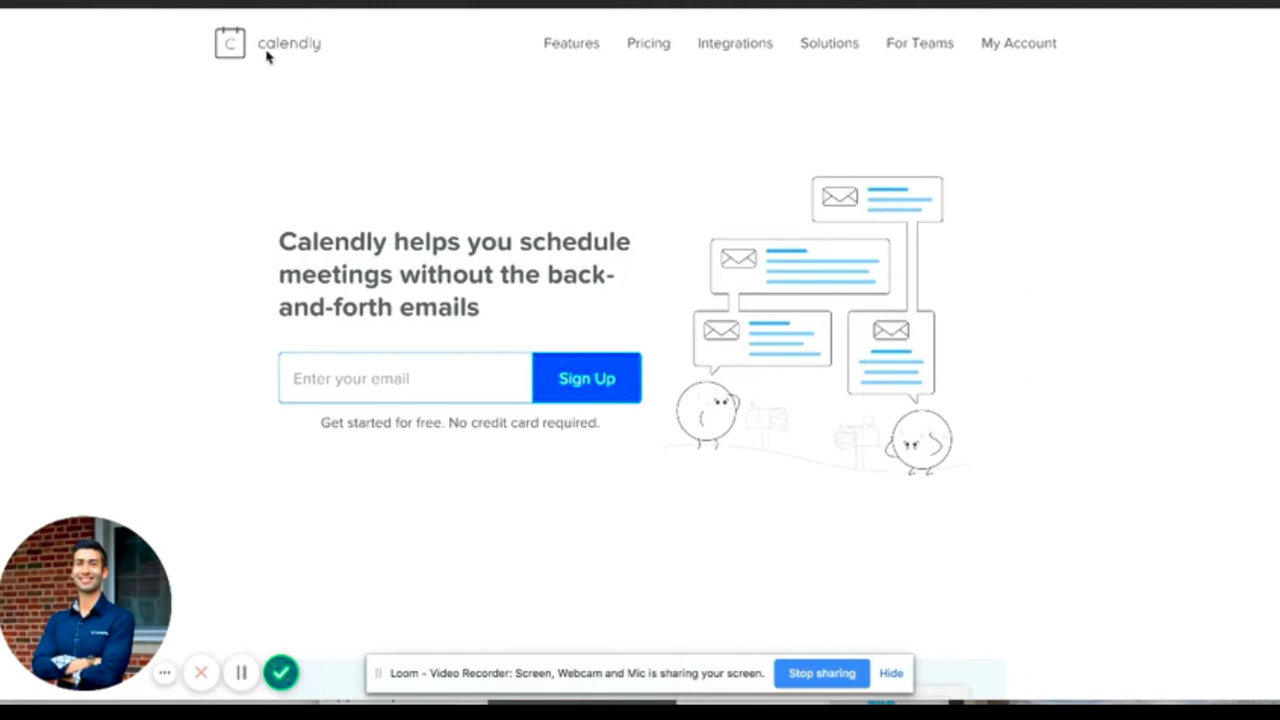 C calendly
Features Pricing Integrations Solutions For Teams My Account
Calendly helps you schedule
meetings without the back-
and-forth emails
Enter your email Sign Up
Get started for free. No credit card required.
Loom - Video Recorder: Screen, Webcam and Mic is sharing your screen. Stop sharing Hide